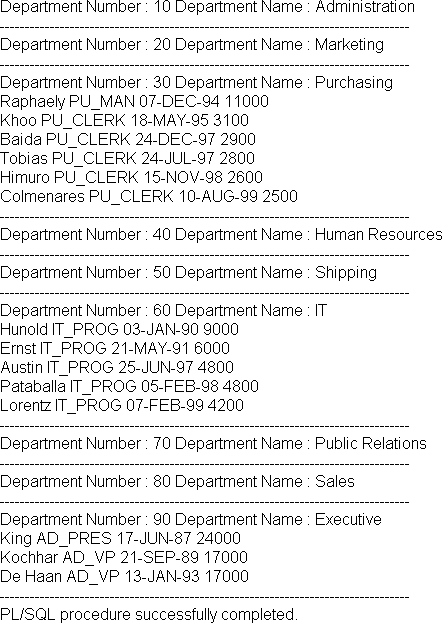 Department Number : 10 Department Name : Administration
----------------------------------------------------------------------------------
Department Number : 20 Department Name : Marketing
----------------------------------------------------------------------------------
Department Number : 30 Department Name : Purchasing
Raphaely PU_MAN 07-DEC-94 11000
Khoo PU_CLERK 18-MAY-95 3100
Baida PU_CLERK 24-DEC-97 2900
Tobias PU_CLERK 24-JUL-97 2800
Himuro PU_CLERK 15-NOV-98 2600
Colmenares PU_CLERK 10-AUG-99 2500
----------------------------------------------------------------------------------
Department Number : 40 Department Name : Human Resources
----------------------------------------------------------------------------------
Department Number : 50 Department Name : Shipping
----------------------------------------------------------------------------------
Department Number : 60 Department Name : IT
Hunold IT_PROG 03-JAN-90 9000
Ernst IT_PROG 21-MAY-91 6000
Austin IT_PROG 25-JUN-97 4800
Pataballa IT_PROG 05-FEB-98 4800
Lorentz IT_PROG 07-FEB-99 4200
----------------------------------------------------------------------------------
Department Number : 70 Department Name : Public Relations
----------------------------------------------------------------------------------
Department Number : 80 Department Name : Sales
----------------------------------------------------------------------------------
Department Number : 90 Department Name : Executive
King AD_PRES 17-JUN-87 24000
Kochhar AD_VP 21-SEP-89 17000
De Haan AD_VP 13-JAN-93 17000
----------------------------------------------------------------------------------
PL/SQL procedure successfully completed.